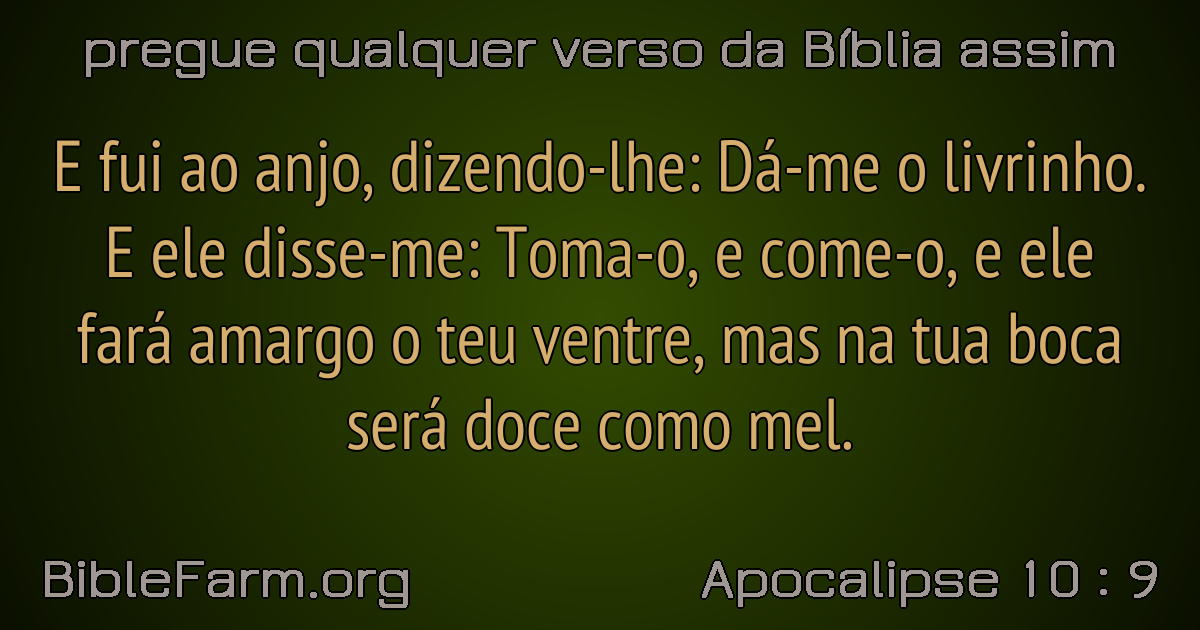 pregue qualquer verso da Bíblia assim
E fui ao anjo, dizendo-lhe: Dá-me o livrinho.
E ele disse-me: Toma-o, e come-o, e ele
fará amargo o teu ventre, mas na tua boca
será doce como mel.
BibleFarm.org
Apocalipse 10 : 9